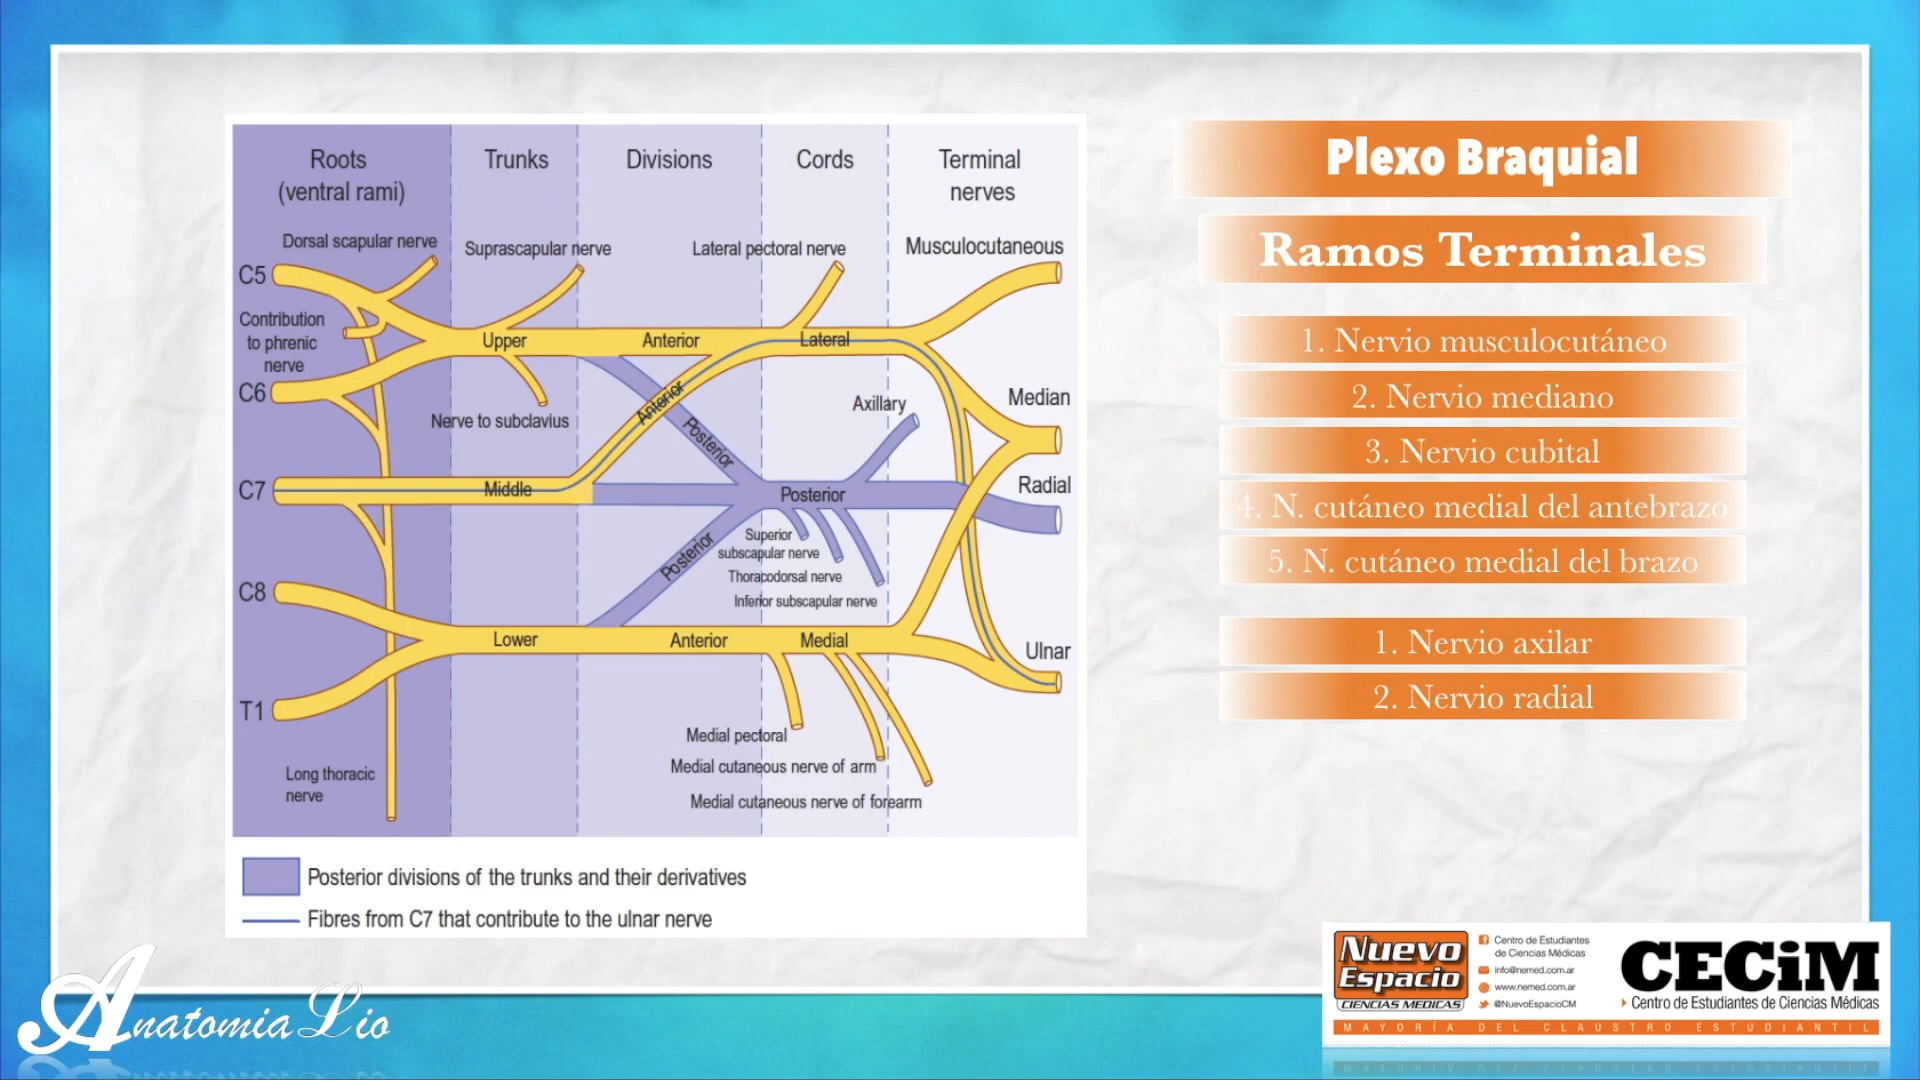 Roots
(ventral rami)
Trunks
Divisions
Cords
Terminal
nerves
Dorsal scapular nerve
Suprascapular nerve
Lateral pectoral nerve
Musculocutaneous
C5
Contribution
to phrenic
nerve
Upper
Anterior
Lateral
C6
Nerve to subclavius
Anterior
Posterior
Axillary
Median
C7
Middle
Posterior
Radial
Superior
subscapular nerve
Thoracodorsal nerve
Inferior subscapular nerve
Posterior
C8
Lower
Anterior
Medial
Ulnar
T1
Medial pectoral
Medial cutaneous nerve of arm
Medial cutaneous nerve of forearm
Long thoracic
nerve
Posterior divisions of the trunks and their derivatives
Fibres from C7 that contribute to the ulnar nerve
Plexo Braquial
Ramos Terminales
1. Nervio musculocutáneo
2. Nervio mediano
3. Nervio cubital
4. N. cutáneo medial del antebrazo
5. N. cutáneo medial del brazo
1. Nervio axilar
2. Nervio radial
Anatomia Lio
Nuevo
Espacio
CIENCIAS MEDICAS
Centro de Estudiantes
de Ciencias Médicas
info@nemed.com.ar
www.nemed.com.ar
@NuevoEspacioCM
CECiM
Centro de Estudiantes de Ciencias Médicas
MAYORÍA DEL CLAUSTRO ESTUDIANTIL